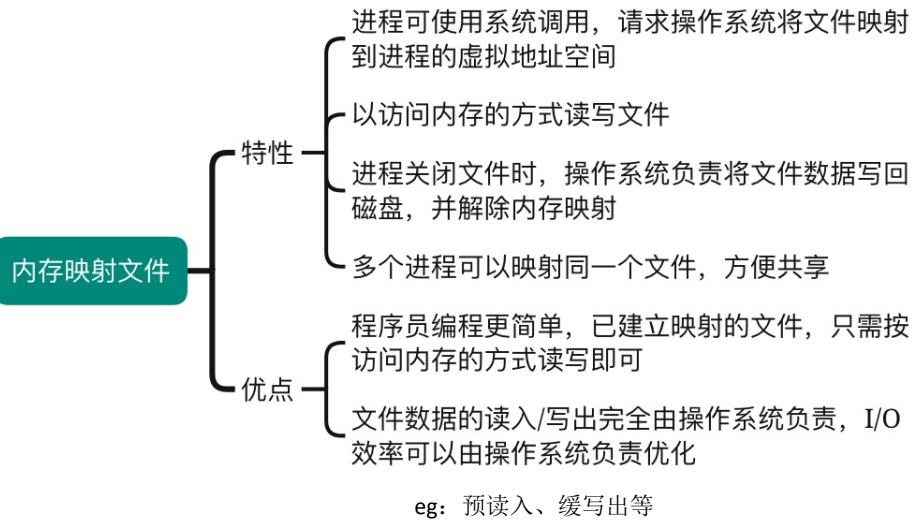 进程可使用系统调用，请求操作系统将文件映射
到进程的虚拟地址空间
以访问内存的方式读写文件
特性
进程关闭文件时，操作系统负责将文件数据写回
磁盘，并解除内存映射
内存映射文件
多个进程可以映射同一个文件，方便共享
程序员编程更简单，已建立映射的文件，只需按
访问内存的方式读写即可
优点
文件数据的读入/写出完全由操作系统负责，I/O
效率可以由操作系统负责优化
eg：预读入、缓写出等